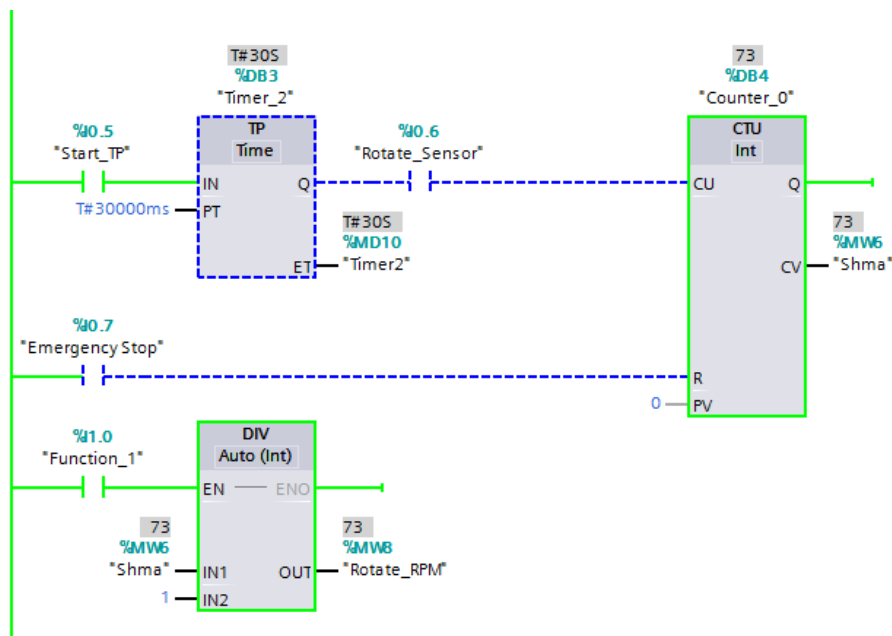 T#30S
%DB3
"Timer_2"
73
%DB4
"Counter_0"
%I0.5
"Start_TP"
TP
Time
%I0.6
"Rotate_Sensor"
CTU
Int
IN
Q
CU
Q
T#30000ms
PT
T#30S
%MD10
ET
"Timer2"
73
%MW6
CV
"Shma"
%I0.7
"Emergency Stop"
R
0
PV
%I1.0
"Function_1"
DIV
Auto (Int)
EN
ENO
73
%MW6
"Shma"
IN1
73
%MW8
OUT
"Rotate_RPM"
1
IN2